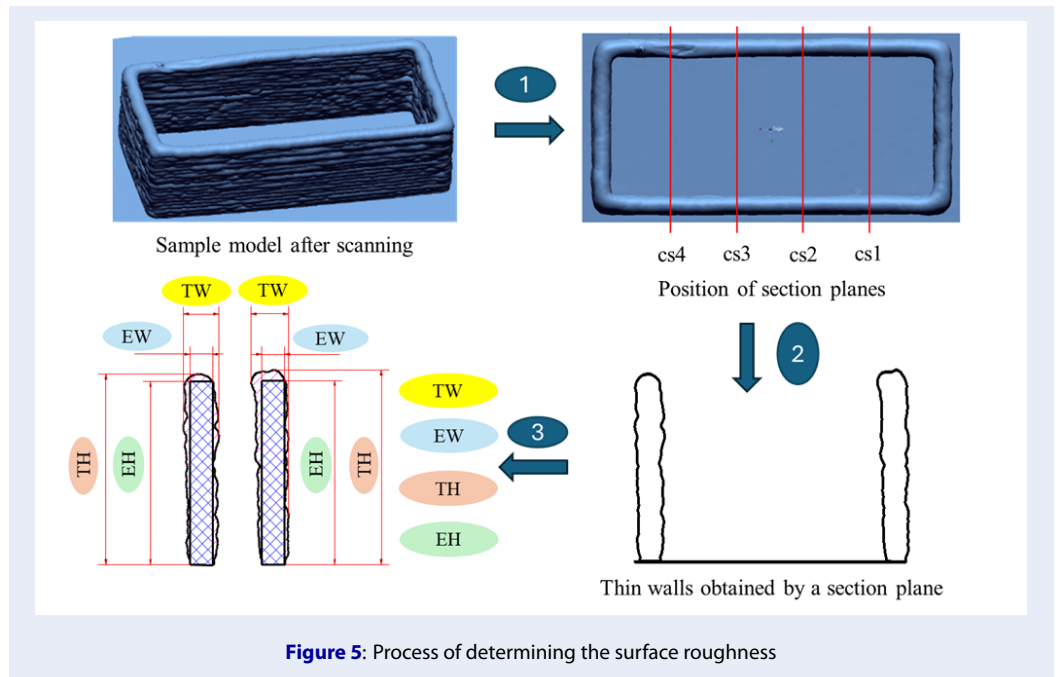 1
Sample model after scanning
cs4 cs3 cs2 cs1
Position of section planes
2
TW TW
EW EW
TH EH EH TH
TW
EW
TH
EH
3
Thin walls obtained by a section plane
Figure 5: Process of determining the surface roughness